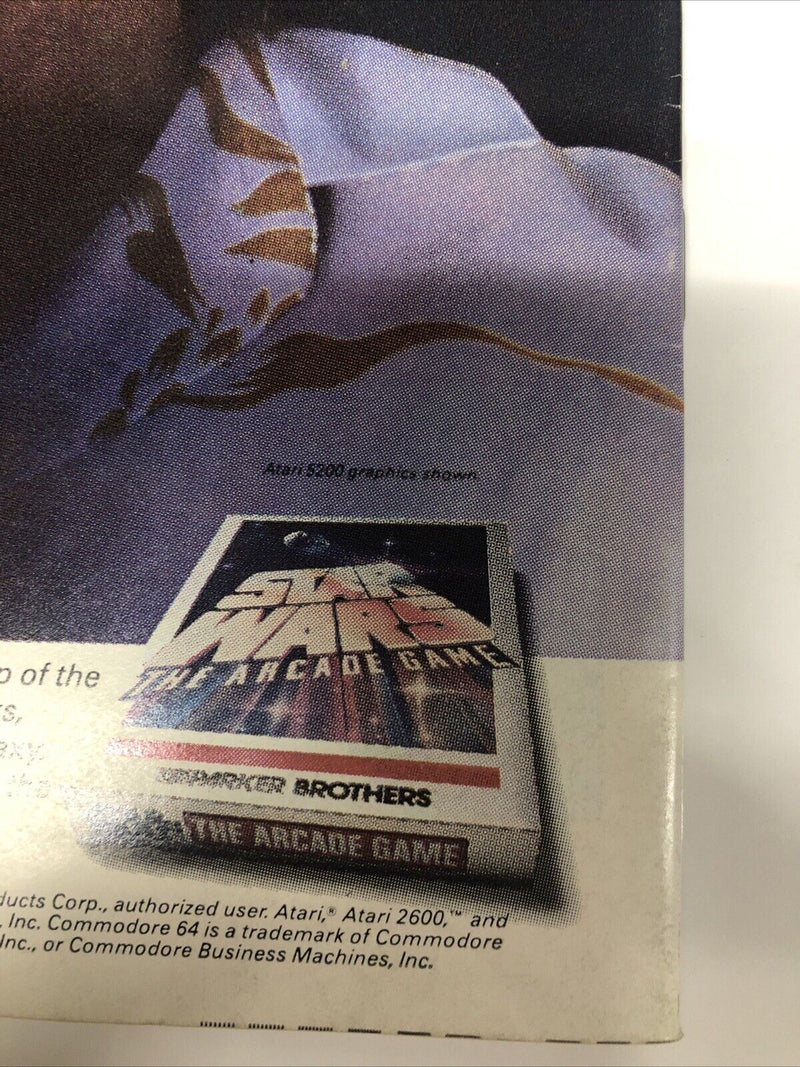 Atari 5200 graphics shown.
STAR
WARS
THE ARCADE GAME
of the
PARKER BROTHERS
THE ARCADE GAME
ducts Corp., authorized user. Atari,® Atari 2600,™ and
, Inc. Commodore 64 is a trademark of Commodore
Inc., or Commodore Business Machines, Inc.